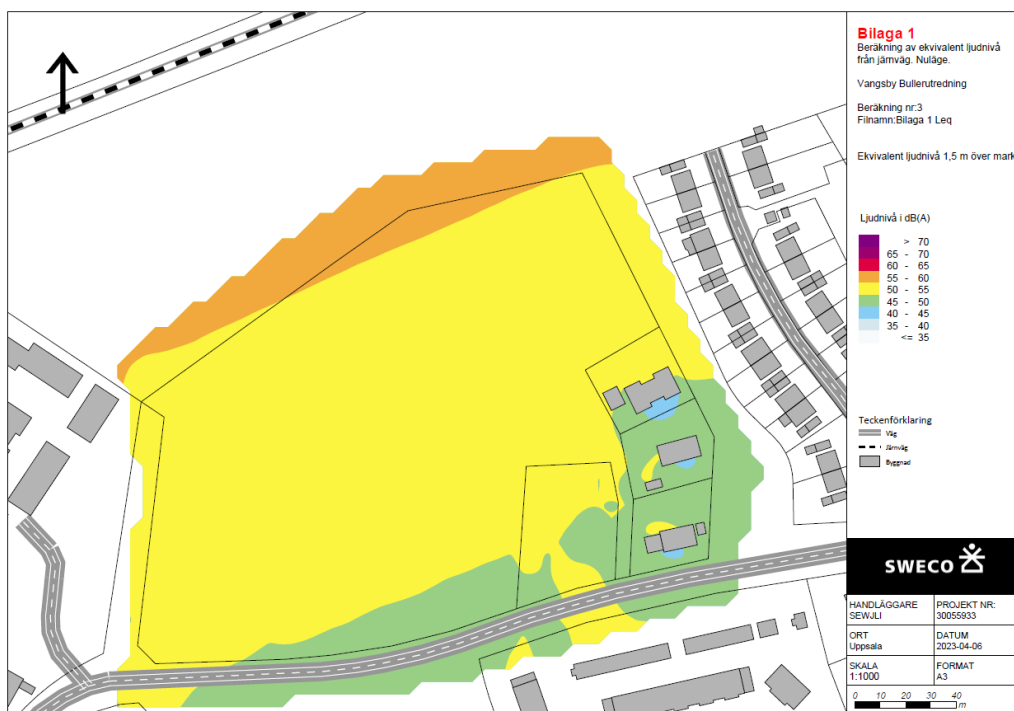 Bilaga 1
Beräkning av ekvivalent ljudnivå
från järnväg. Nuläge.
Vangsby Bullerutredning
Beräkning nr:3
Filnamn:Bilaga 1 Leq
Ekvivalent ljudnivå 1,5 m över mark
Ljudnivå i dB(A)
> 70
65 - 70
60 - 65
55 - 60
50 - 55
45 - 50
40 - 45
35 - 40
<= 35
Teckenförklaring
Väg
Järnväg
Byggnad
SWECO
HANDLÄGGARE
SEWJLI
PROJEKT NR:
30055933
ORT
Uppsala
DATUM
2023-04-06
SKALA
1:1000
FORMAT
A3
0 10 20 30 40
m